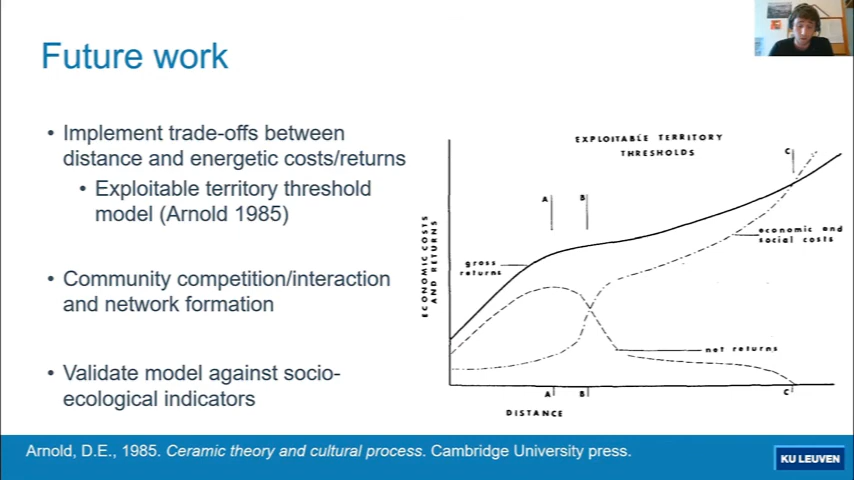 Future work
• Implement trade-offs between
distance and energetic costs/returns
• Exploitable territory threshold
model (Arnold 1985)
• Community competition/interaction
and network formation
• Validate model against socio-
ecological indicators
EXPLOITABLE TERRITORY
THRESHOLDS
C
A
B
economic and
social costs
gross
returns
ECONOMIC COSTS
AND RETURNS
net returns
A
B
C
DISTANCE
Arnold, D.E., 1985. Ceramic theory and cultural process. Cambridge University press.
KU LEUVEN